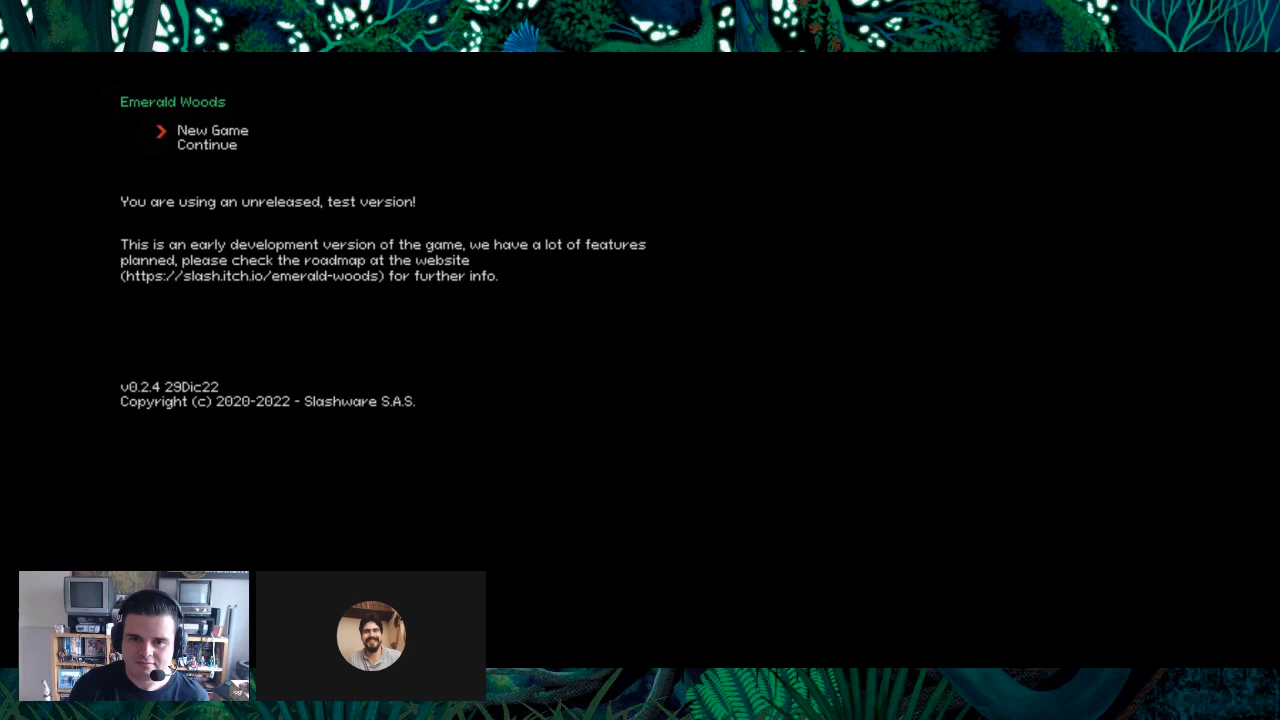 Emerald Woods
New Game
Continue
You are using an unreleased, test version!
This is an early development version of the game, we have a lot of features
planned, please check the roadmap at the website
(https://slash.itch.io/emerald-woods) for further info.
v0.2.4 29Dic22
Copyright (c) 2020-2022 - Slashware S.A.S.